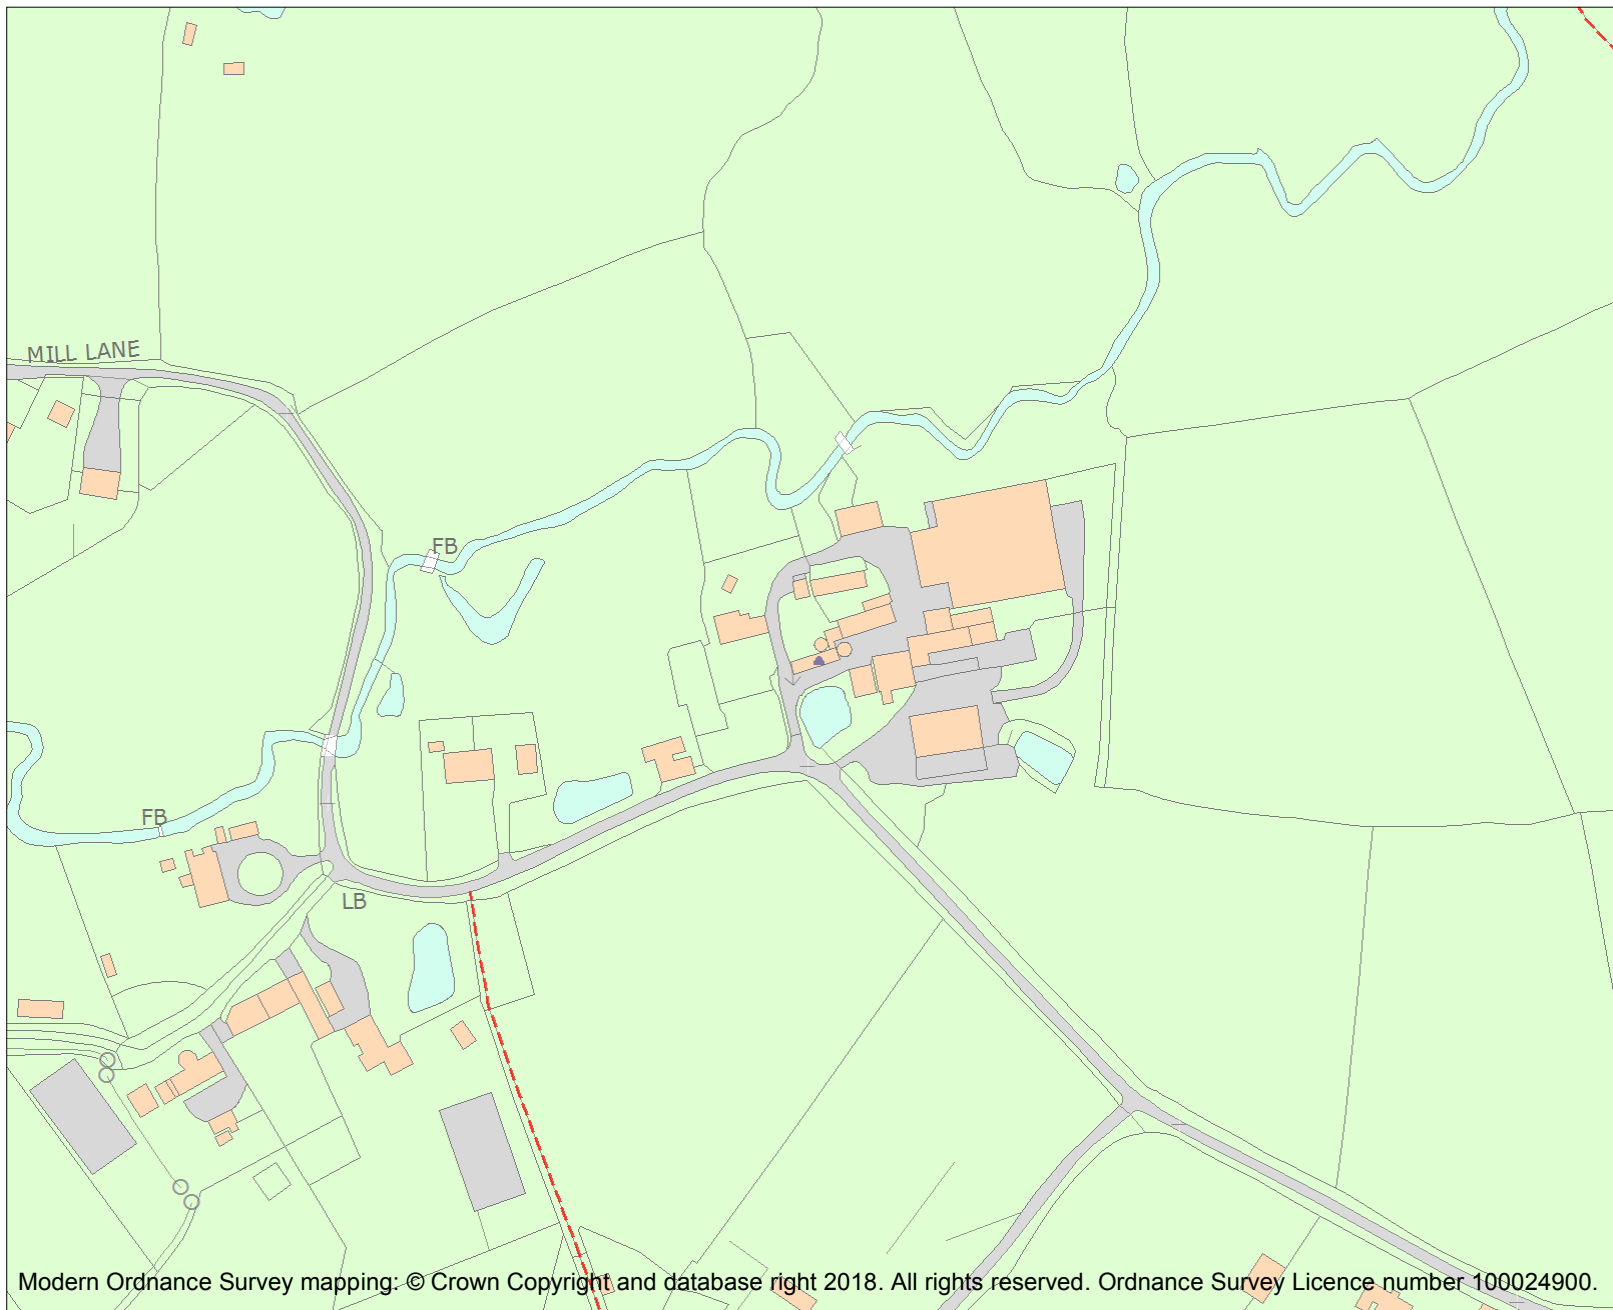 MILL LANE
FB
FB
LB
Modern Ordnance Survey mapping: © Crown Copyright and database right 2018. All rights reserved. Ordnance Survey Licence number 100024900.